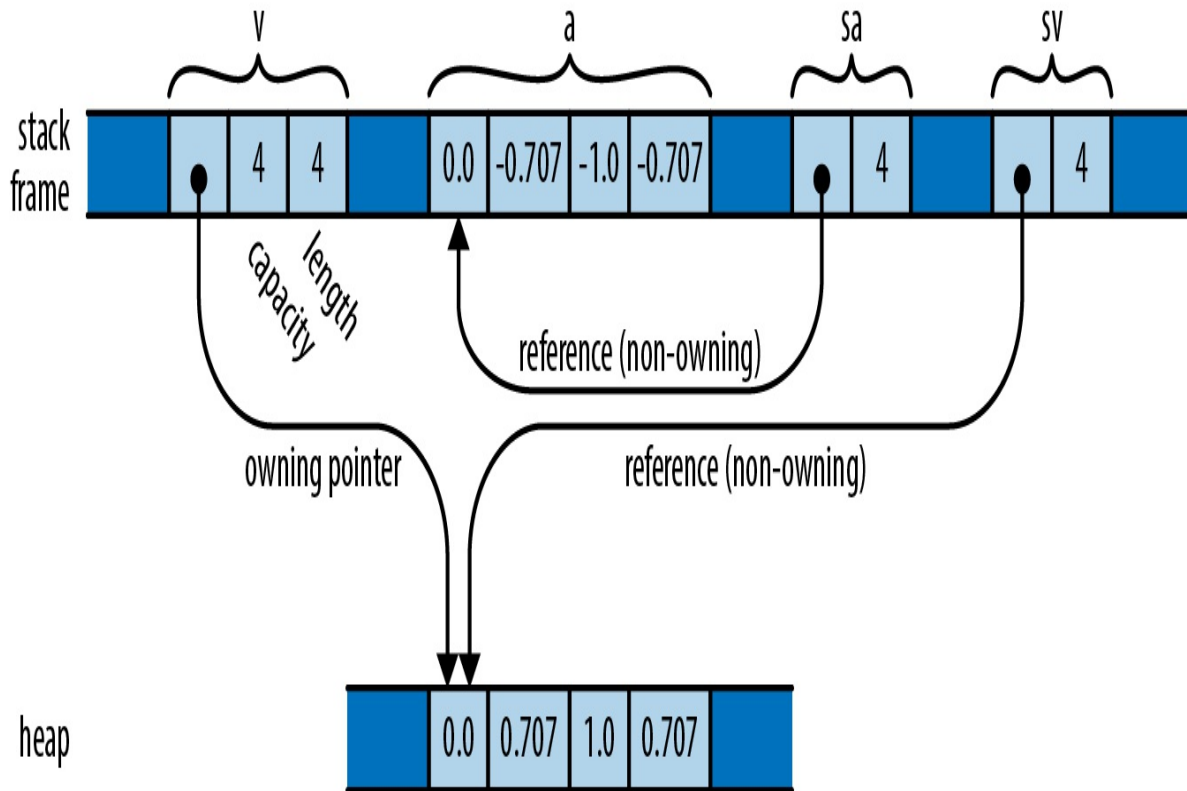 v
a
sa
sv
stack
frame
4
4
0.0
-0.707
-1.0
-0.707
4
4
capacity
length
reference (non-owning)
owning pointer
reference (non-owning)
heap
0.0
0.707
1.0
0.707